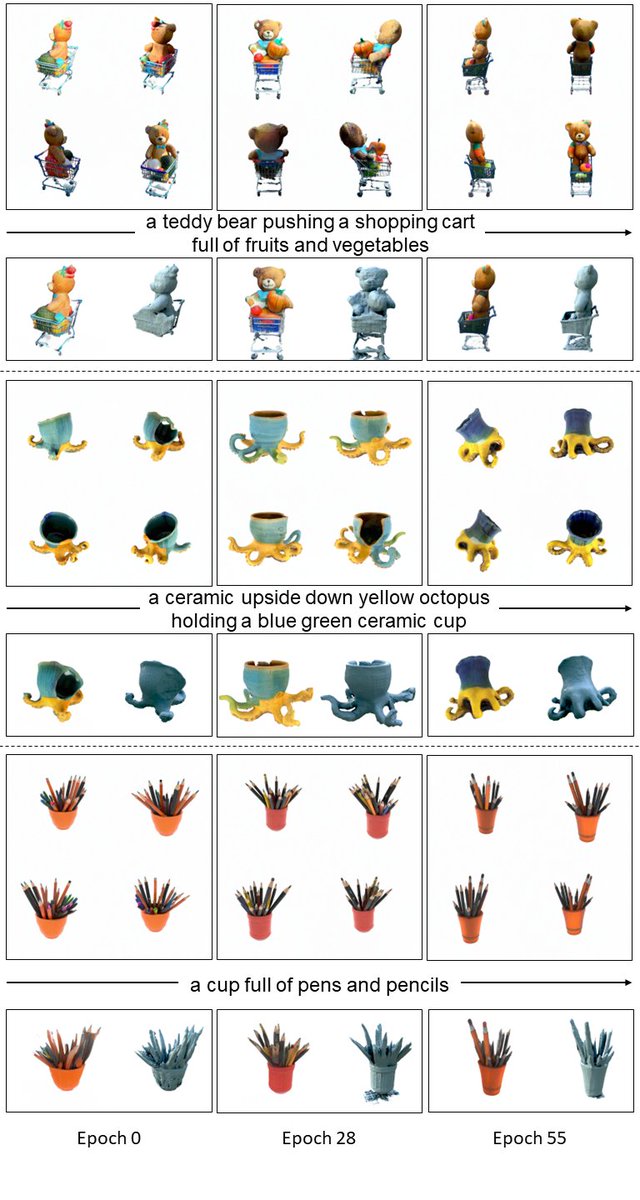 a teddy bear pushing a shopping cart
full of fruits and vegetables
a ceramic upside down yellow octopus
holding a blue green ceramic cup
a cup full of pens and pencils
Epoch 0
Epoch 28
Epoch 55